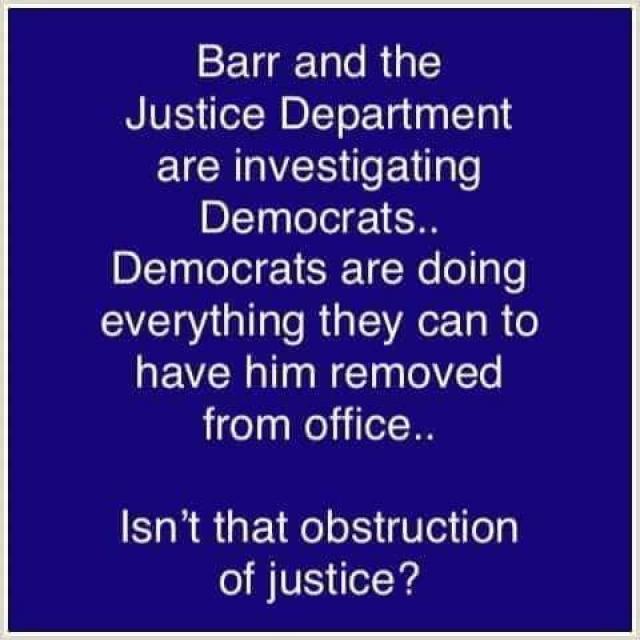 Barr and the
Justice Department
are investigating
Democrats..
Democrats are doing
everything they can to
have him removed
from office..
Isn't that obstruction
of justice?